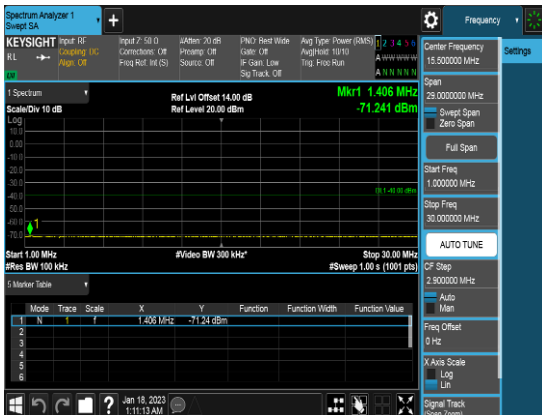 Spectrum Analyzer 1
Swept SA
Frequency
KEYSIGHT
RL
Input: RF
Coupling: DC
Align: Off
Input Z: 50 Ω
Corrections: Off
Freq Ref: Int (S)
#Atten: 20 dB
Preamp: Off
Source: Off
PNO: Best Wide
Gate: Off
IF Gain: Low
Sig Track: Off
Avg Type: Power (RMS)
Avg|Hold: 10/10
Trig: Free Run
1 2 3 4 5 6
A W W W W W
A N N N N N
Center Frequency
15.500000 MHz
Settings
Span
29.0000000 MHz
Swept Span
Zero Span
Full Span
Start Freq
1.000000 MHz
Stop Freq
30.000000 MHz
AUTO TUNE
CF Step
2.900000 MHz
Auto
Man
Freq Offset
0 Hz
X Axis Scale
Log
Lin
Signal Track
(Span Zoom)
1 Spectrum
Scale/Div 10 dB
Ref Lvl Offset 14.00 dB
Ref Level 20.00 dBm
Mkr1 1.406 MHz
-71.241 dBm
Log
10.0
0.00
-10.0
-20.0
-30.0
-40.0
-50.0
-60.0
-70.0
1
Start 1.00 MHz
#Res BW 100 kHz
#Video BW 300 kHz*
Stop 30.00 MHz
#Sweep 1.00 s (1001 pts)
5 Marker Table
Mode Trace Scale X Y Function Function Width Function Value
1 N 1 f 1.406 MHz -71.24 dBm
2
3
4
5
6
?
Jan 18, 2023
1:11:13 AM